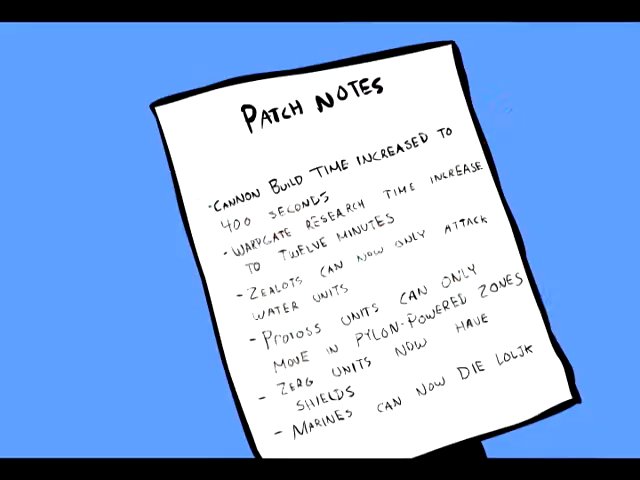 PATCH NOTES
- CANNON BUILD TIME INCREASED TO
400 SECONDS
- WARPGATE RESEARCH TIME INCREASE
TO TWELVE MINUTES
- ZEALOTS CAN NOW ONLY ATTACK
WATER UNITS
- PROTOSS UNITS CAN ONLY
MOVE IN PYLON-POWERED ZONES
- ZERG UNITS NOW HAVE
SHIELDS
- MARINES CAN NOW DIE LOLJK